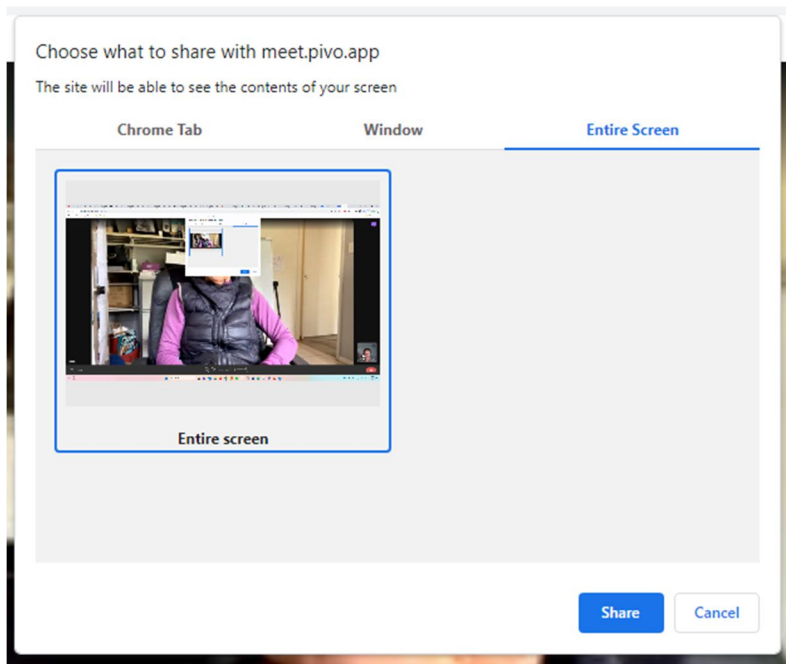 Choose what to share with meet.pivo.app
The site will be able to see the contents of your screen
Chrome Tab Window Entire Screen
Entire screen
Share Cancel